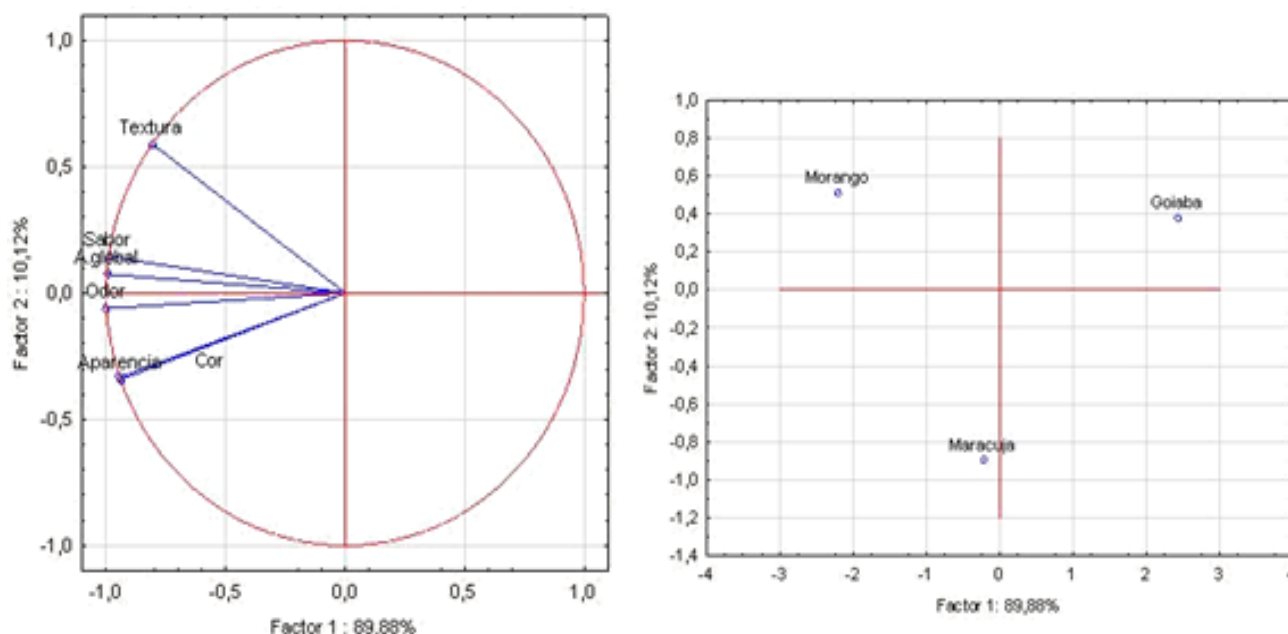 1,0
0,5
0,0
-0,5
-1,0
Factor 2 : 10,12%
Textura
Sabor
A.global
Odor
Aparencia
Cor
-1,0 -0,5 0,0 0,5 1,0
Factor 1 : 89,88%
1,0
0,8
0,6
0,4
0,2
0,0
-0,2
-0,4
-0,6
-0,8
-1,0
-1,2
-1,4
Factor 2: 10,12%
Morango
Goiaba
Maracuja
-4 -3 -2 -1 0 1 2 3 4
Factor 1: 89,88%